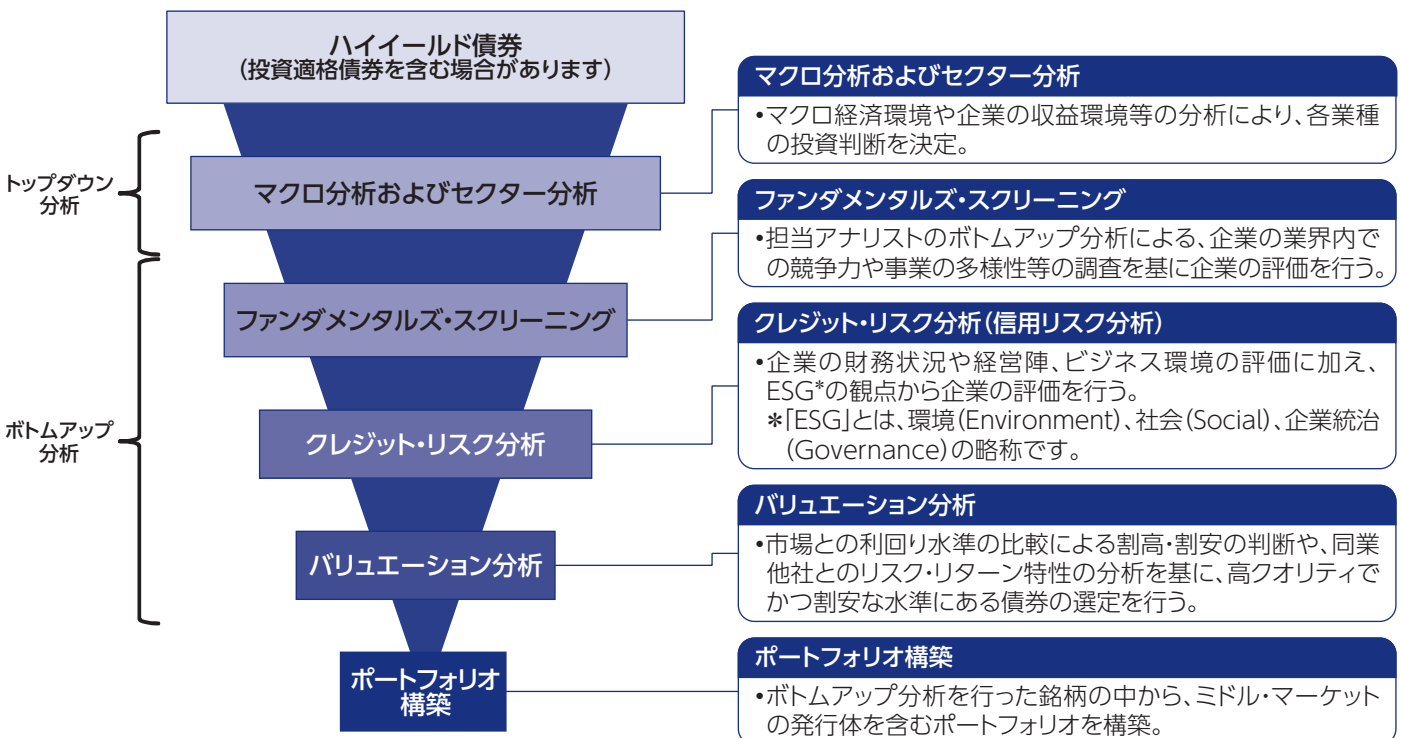 ハイイールド債券
(投資適格債券を含む場合があります)
トップダウン
分析
マクロ分析およびセクター分析
ファンダメンタルズ・スクリーニング
ボトムアップ
分析
クレジット・リスク分析
バリュエーション分析
ポートフォリオ
構築
マクロ分析およびセクター分析
•マクロ経済環境や企業の収益環境等の分析により、各業種
の投資判断を決定。
ファンダメンタルズ・スクリーニング
•担当アナリストのボトムアップ分析による、企業の業界内で
の競争力や事業の多様性等の調査を基に企業の評価を行う。
クレジット・リスク分析(信用リスク分析)
•企業の財務状況や経営陣、ビジネス環境の評価に加え、
ESG*の観点から企業の評価を行う。
*「ESG」とは、環境(Environment)、社会(Social)、企業統治
(Governance)の略称です。
バリュエーション分析
•市場との利回り水準の比較による割高・割安の判断や、同業
他社とのリスク・リターン特性の分析を基に、高クオリティで
かつ割安な水準にある債券の選定を行う。
ポートフォリオ構築
•ボトムアップ分析を行った銘柄の中から、ミドル・マーケット
の発行体を含むポートフォリオを構築。